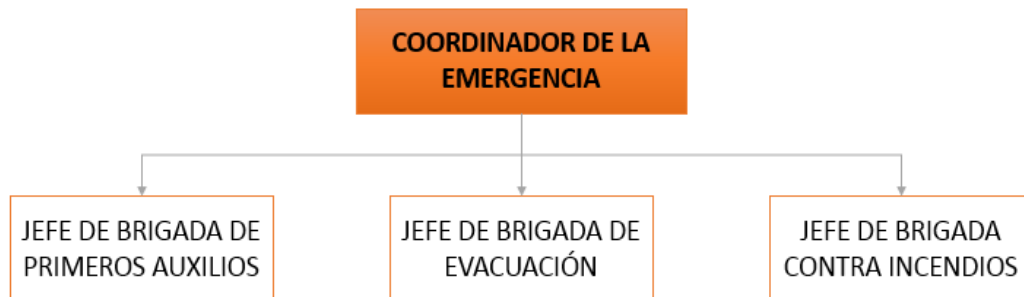 COORDINADOR DE LA
EMERGENCIA
JEFE DE BRIGADA DE
PRIMEROS AUXILIOS
JEFE DE BRIGADA DE
EVACUACIÓN
JEFE DE BRIGADA
CONTRA INCENDIOS